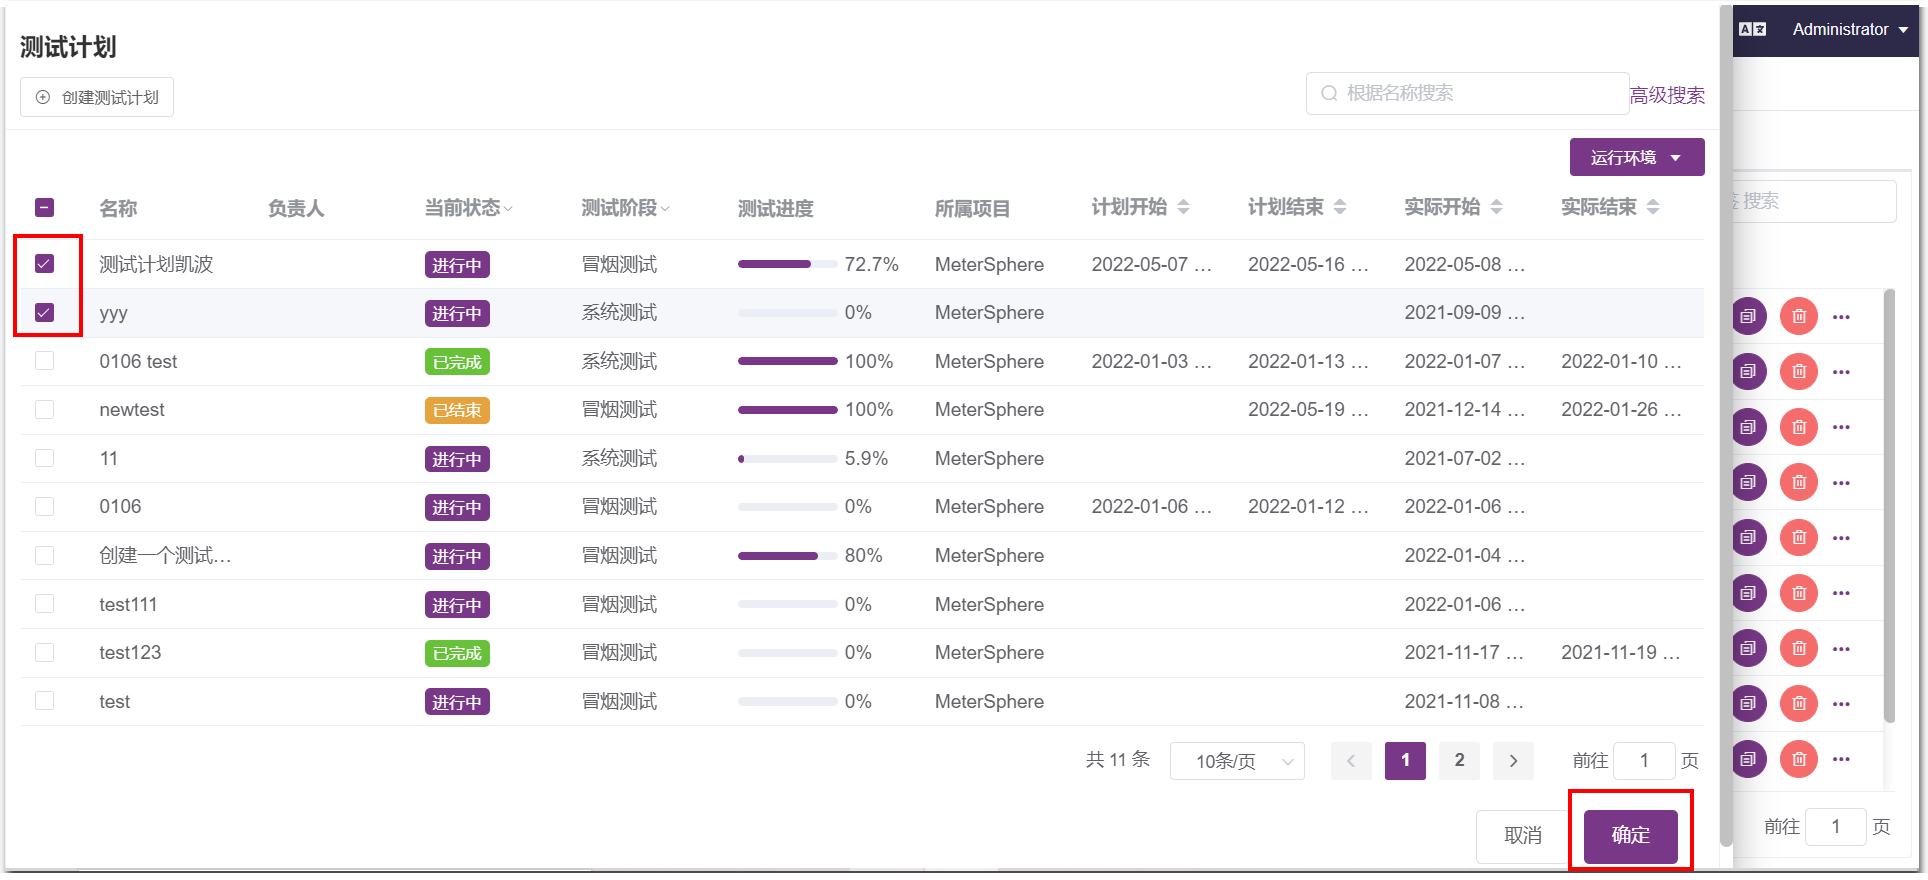 测试计划
Administrator
创建测试计划
根据名称搜索
高级搜索
运行环境
名称 负责人 当前状态 测试阶段 测试进度 所属项目 计划开始 计划结束 实际开始 实际结束
搜索
测试计划凯波 进行中 冒烟测试 72.7% MeterSphere 2022-05-07 ... 2022-05-16 ... 2022-05-08 ...
yyy 进行中 系统测试 0% MeterSphere 2021-09-09 ...
0106 test 已完成 系统测试 100% MeterSphere 2022-01-03 ... 2022-01-13 ... 2022-01-07 ... 2022-01-10 ...
newtest 已结束 冒烟测试 100% MeterSphere 2022-05-19 ... 2021-12-14 ... 2022-01-26 ...
11 进行中 系统测试 5.9% MeterSphere 2021-07-02 ...
0106 进行中 冒烟测试 0% MeterSphere 2022-01-06 ... 2022-01-12 ... 2022-01-06 ...
创建一个测试... 进行中 冒烟测试 80% MeterSphere 2022-01-04 ...
test111 进行中 冒烟测试 0% MeterSphere 2022-01-06 ...
test123 已完成 冒烟测试 0% MeterSphere 2021-11-17 ... 2021-11-19 ...
test 进行中 冒烟测试 0% MeterSphere 2021-11-08 ...
共 11 条 10条/页 1 2 前往 1 页
取消 确定
前往 1 页